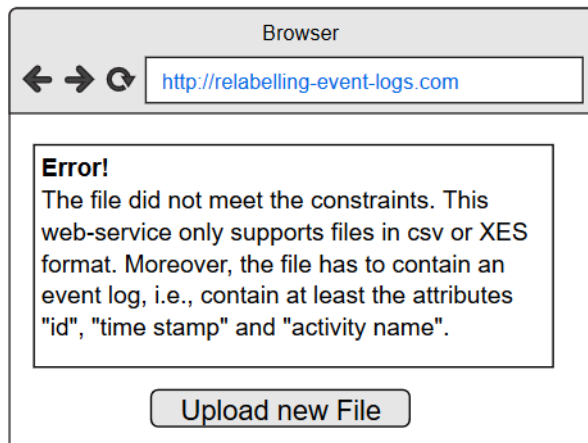 Browser
http://relabelling-event-logs.com
Error!
The file did not meet the constraints. This
web-service only supports files in csv or XES
format. Moreover, the file has to contain an
event log, i.e., contain at least the attributes
"id", "time stamp" and "activity name".
Upload new File